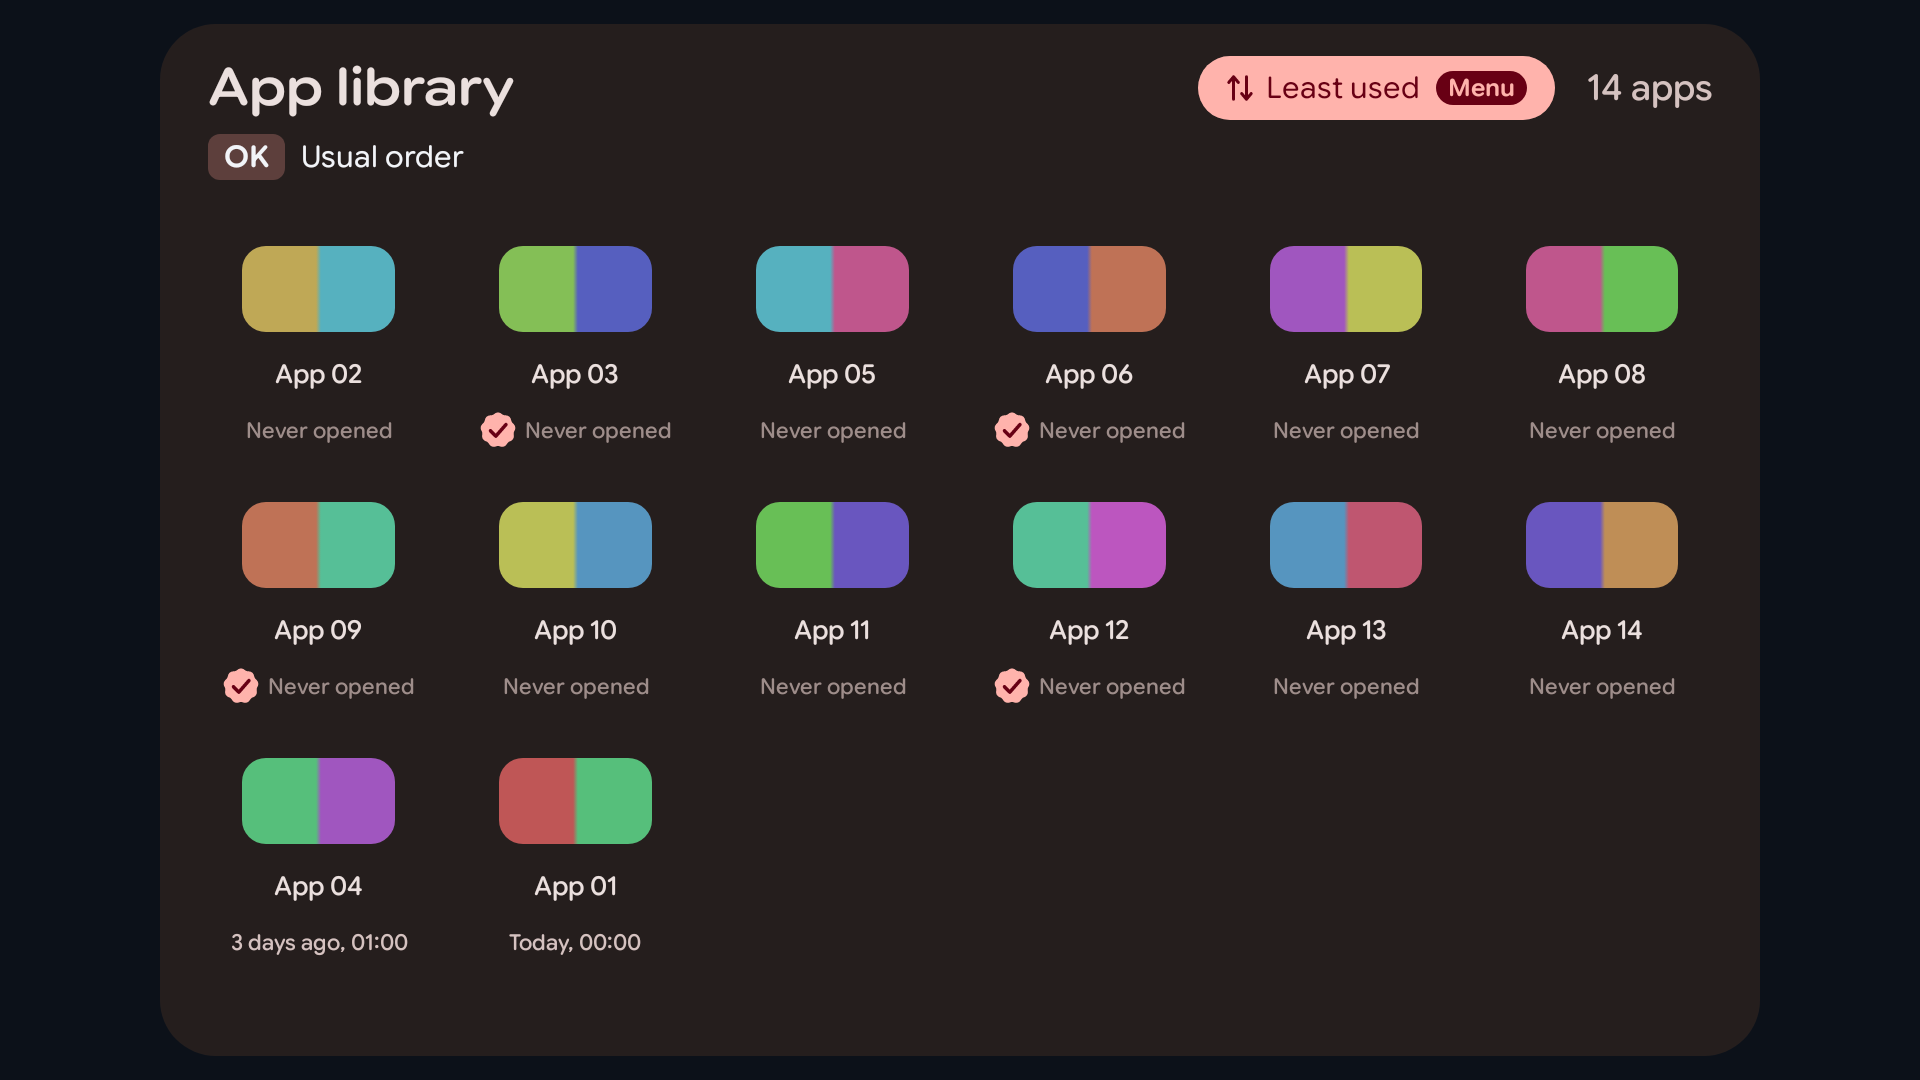 App library
Least used Menu
14 apps
OK Usual order
App 02 App 03 App 05 App 06 App 07 App 08
Never opened Never opened Never opened Never opened Never opened Never opened
App 09 App 10 App 11 App 12 App 13 App 14
Never opened Never opened Never opened Never opened Never opened Never opened
App 04 App 01
3 days ago, 01:00 Today, 00:00